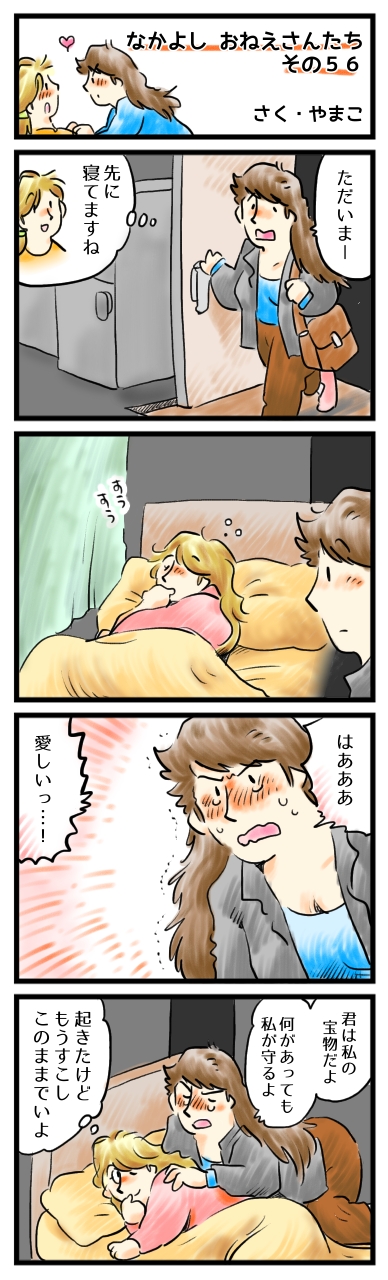 なかよし おねえさんたち
その56
さく・やまこ
ただいまー
先に
寝てますね
すうすう
はあああ
愛しいっ…!
君は私の
宝物だよ
何があっても
私が守るよ
起きたけど
もうすこし
このままでいよ